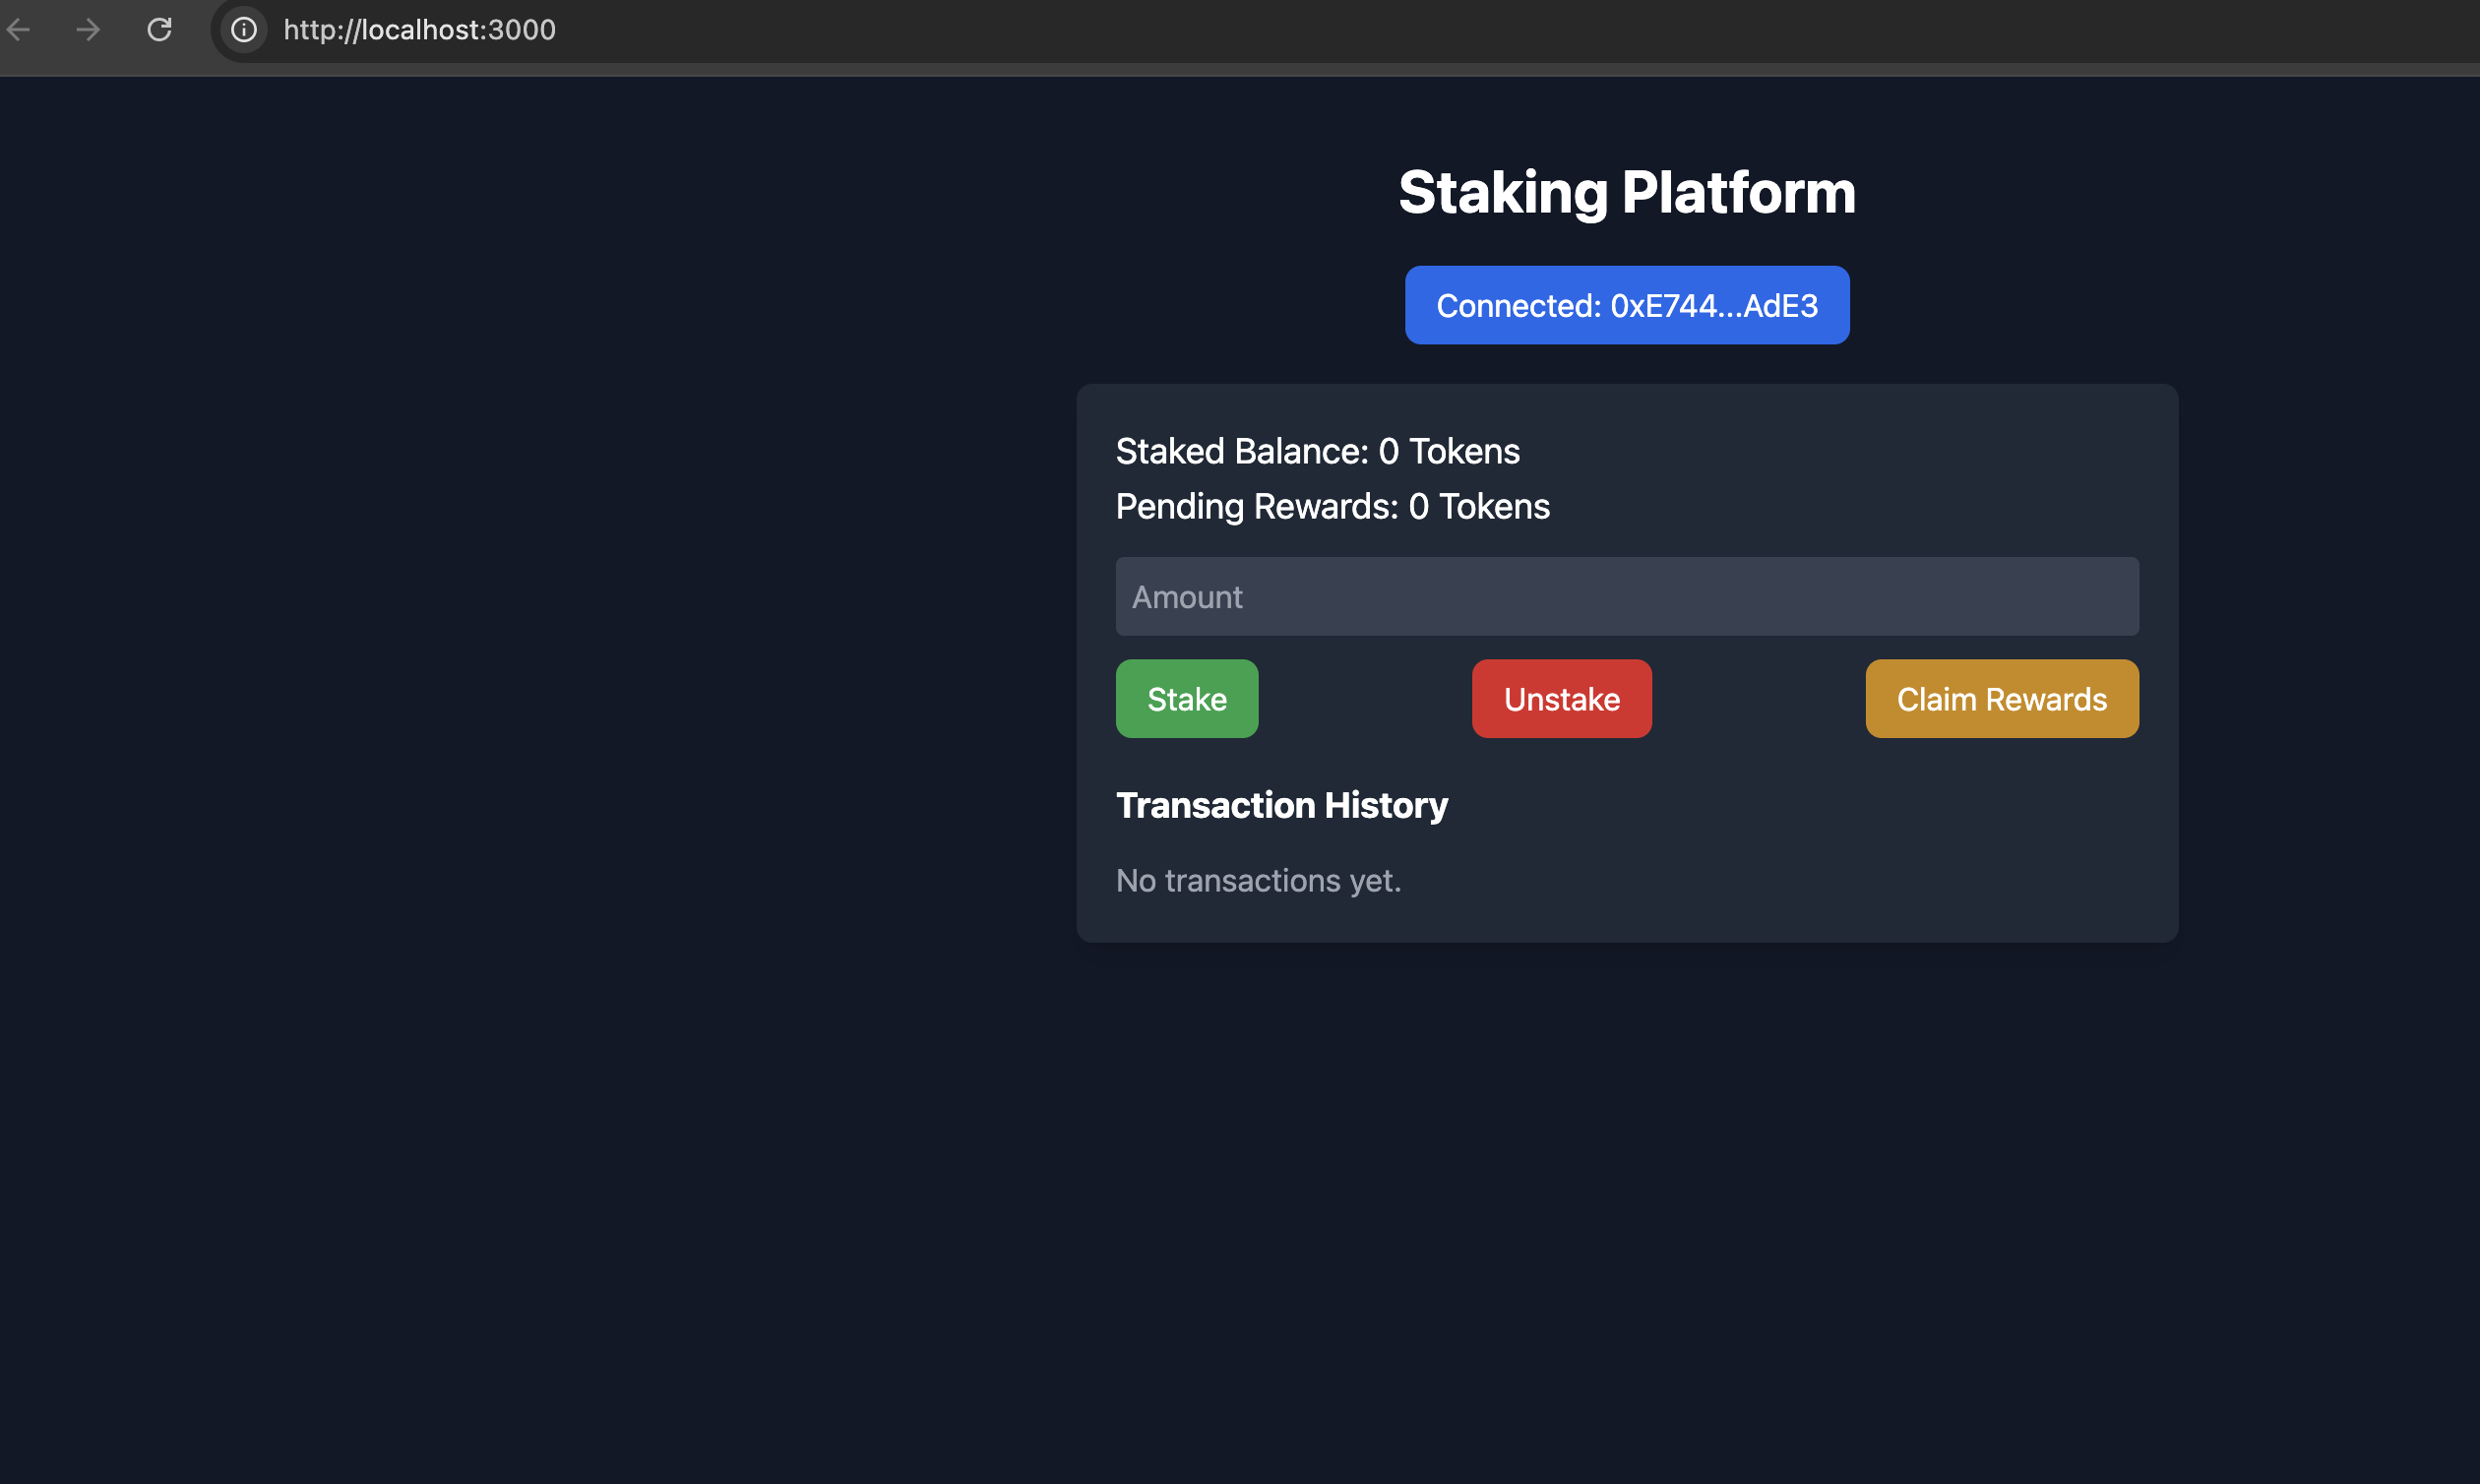 http://localhost:3000
Staking Platform
Connected: 0xE744...AdE3
Staked Balance: 0 Tokens
Pending Rewards: 0 Tokens
Amount
Stake Unstake Claim Rewards
Transaction History
No transactions yet.